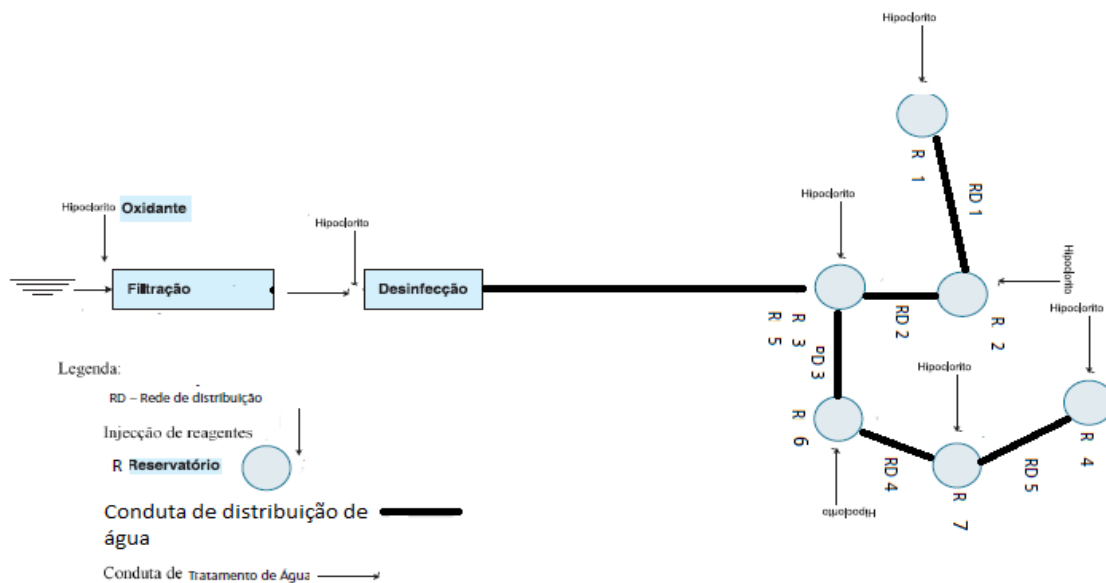 Hipoclorito
R 1
RD 1
Hipoclorito
Oxidante
Hipoclorito
Hipoclorito
Filtração
Desinfecção
RD 2
R 2
Hipoclorito
Hipoclorito
R 3
R 5
RD 3
Hipoclorito
R 6
RD 4
R 7
RD 5
R 4
Hipoclorito
Legenda:
RD – Rede de distribuição
Injecção de reagentes
R Reservatório
Conduta de distribuição de
água
Conduta de Tratamento de Água